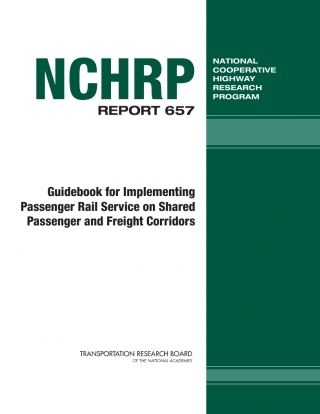 NCHRP
REPORT 657
NATIONAL
COOPERATIVE
HIGHWAY
RESEARCH
PROGRAM
Guidebook for Implementing
Passenger Rail Service on Shared
Passenger and Freight Corridors
TRANSPORTATION RESEARCH BOARD
OF THE NATIONAL ACADEMIES